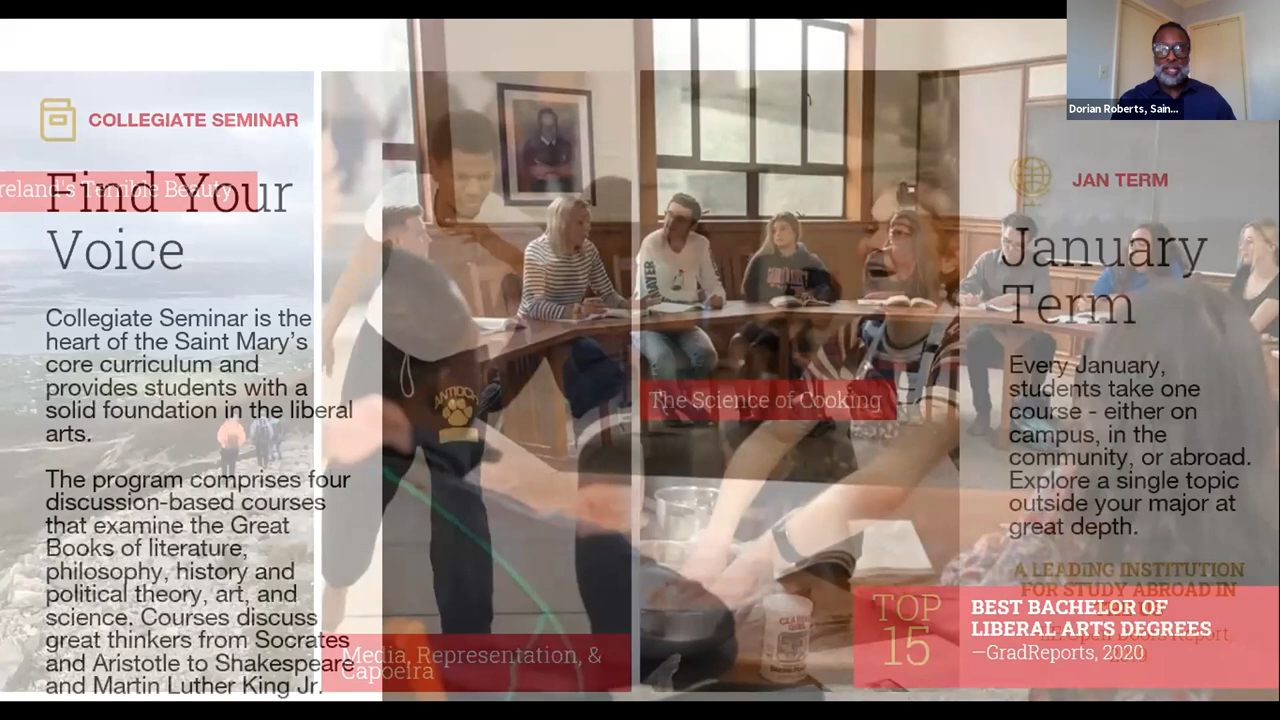 Dorian Roberts, Sain...
COLLEGIATE SEMINAR
Find Your
Voice
reland's Terrible Beauty
Collegiate Seminar is the
heart of the Saint Mary's
core curriculum and
provides students with a
solid foundation in the liberal
arts.
The program comprises four
discussion-based courses
that examine the Great
Books of literature,
philosophy, history and
political theory, art, and
science. Courses discuss
great thinkers from Socrates
and Aristotle to Shakespeare
and Martin Luther King Jr.
Media, Representation, &
Capoeira
ANTIOCH
The Science of Cooking
JAN TERM
January
Term
Every January,
students take one
course - either on
campus, in the
community, or abroad.
Explore a single topic
outside your major at
great depth.
A LEADING INSTITUTION
FOR STUDY ABROAD IN
Open Doors Report,
TOP
15
BEST BACHELOR OF
LIBERAL ARTS DEGREES
—GradReports, 2020